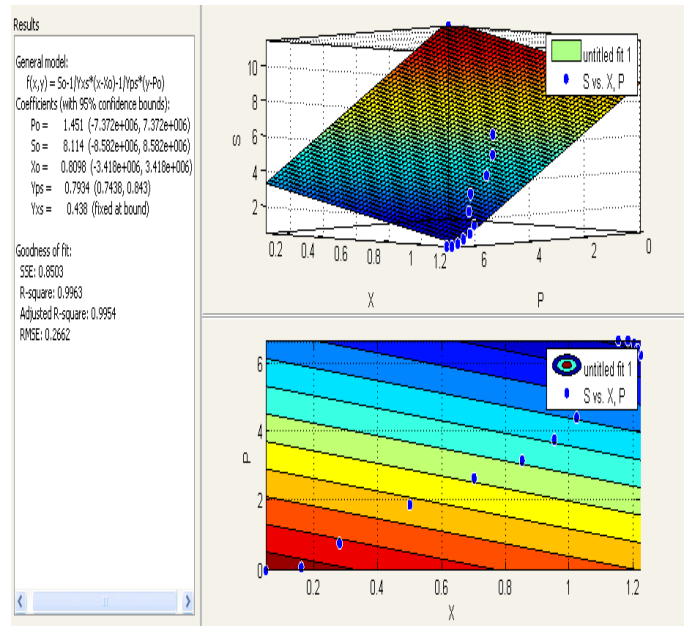 Results
General model:
f(x,y) = So-1/Yxs*(x-Xo)-1/Yps*(y-Po)
Coefficients (with 95% confidence bounds):
Po = 1.451 (-7.372e+006, 7.372e+006)
So = 8.114 (-8.582e+006, 8.582e+006)
Xo = 0.8098 (-3.418e+006, 3.418e+006)
Yps = 0.7934 (0.7438, 0.843)
Yxs = 0.438 (fixed at bound)
Goodness of fit:
SSE: 0.8503
R-square: 0.9963
Adjusted R-square: 0.9954
RMSE: 0.2662
untitled fit 1
S vs. X, P
10
8
6
4
2
S
0.2 0.4 0.6 0.8 1 1.2 6 4 2 0
X P
untitled fit 1
S vs. X, P
6
4
2
0
P
0.2 0.4 0.6 0.8 1 1.2
X